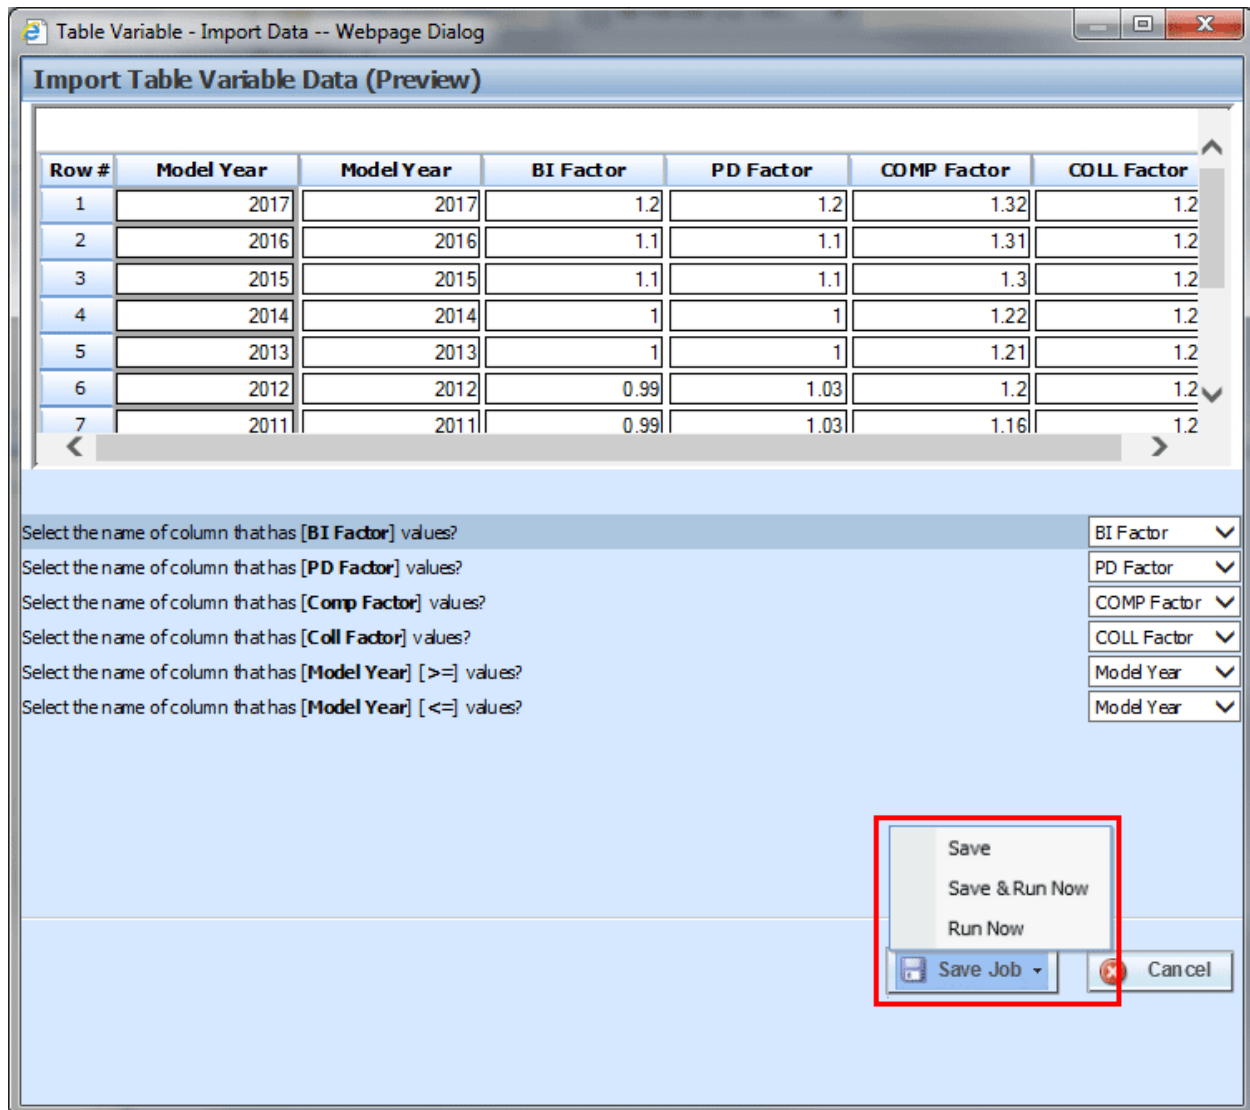 Table Variable - Import Data -- Webpage Dialog
Import Table Variable Data (Preview)
Row # Model Year Model Year BI Factor PD Factor COMP Factor COLL Factor
1 2017 2017 1.2 1.2 1.32 1.2
2 2016 2016 1.1 1.1 1.31 1.2
3 2015 2015 1.1 1.1 1.3 1.2
4 2014 2014 1 1 1.22 1.2
5 2013 2013 1 1 1.21 1.2
6 2012 2012 0.99 1.03 1.2 1.2
7 2011 2011 0.99 1.03 1.16 1.2
Select the name of column that has [BI Factor] values? BI Factor
Select the name of column that has [PD Factor] values? PD Factor
Select the name of column that has [Comp Factor] values? COMP Factor
Select the name of column that has [Coll Factor] values? COLL Factor
Select the name of column that has [Model Year] [>=] values? Model Year
Select the name of column that has [Model Year] [<=] values? Model Year
Save
Save & Run Now
Run Now
Save Job Cancel